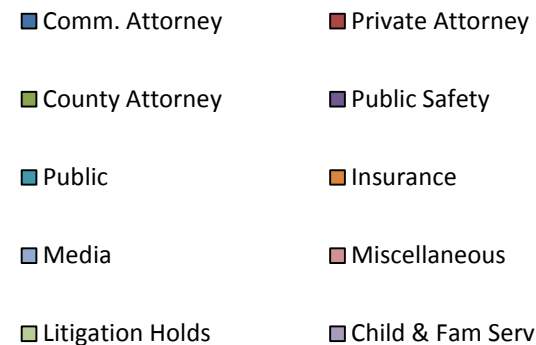 Comm. Attorney Private Attorney
County Attorney Public Safety
Public Insurance
Media Miscellaneous
Litigation Holds Child & Fam Serv